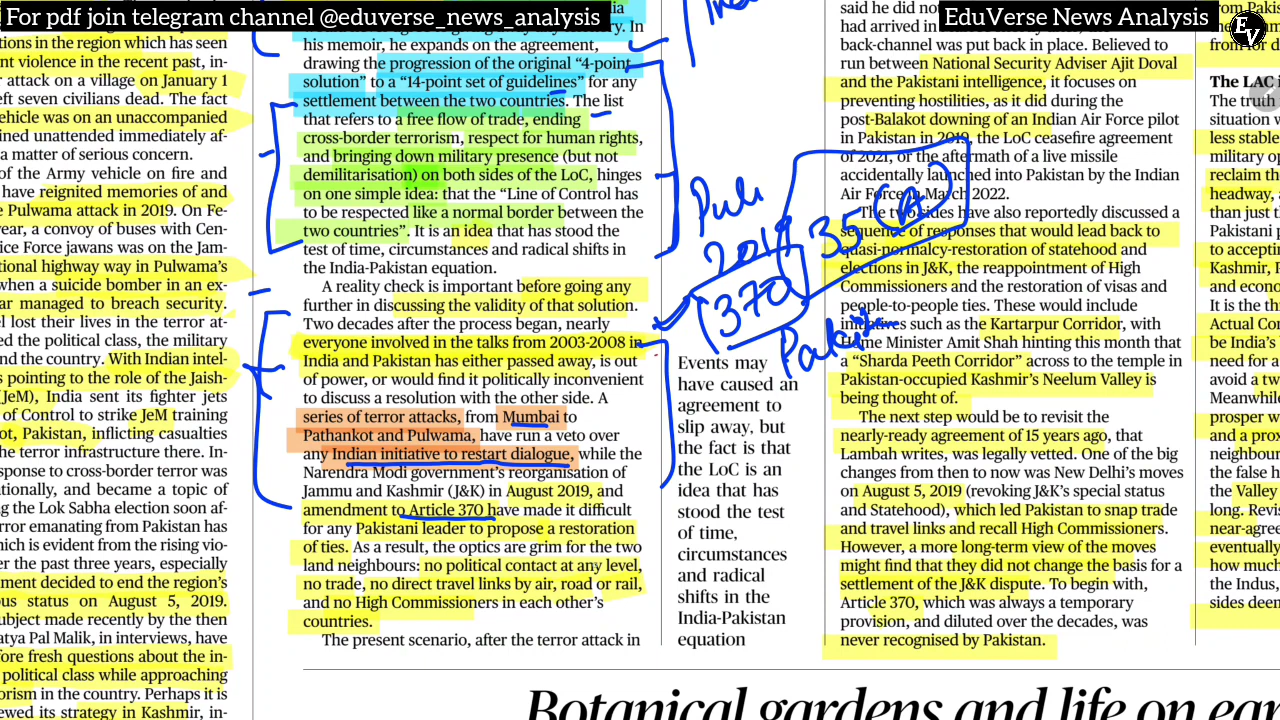 For pdf join telegram channel @eduverse_news_analysis
EduVerse News Analysis
EV
tions in the region which has seen
nt violence in the recent past, in-
r attack on a village on January 1
eft seven civilians dead. The fact
ehicle was on an unaccompanied
ined unattended immediately af-
a matter of serious concern.
of the Army vehicle on fire and
have reignited memories of and
e Pulwama attack in 2019. On Fe-
year, a convoy of buses with Cen-
ice Force jawans was on the Jam-
tional highway way in Pulwama's
when a suicide bomber in an ex-
ar managed to breach security.
el lost their lives in the terror at-
ed the political class, the military
nd the country. With Indian intel-
s pointing to the role of the Jaish-
(JeM), India sent its fighter jets
of Control to strike JeM training
ot, Pakistan, inflicting casualties
he terror infrastructure there. In-
sponse to cross-border terror was
ationally, and became a topic of
g the Lok Sabha election soon af-
error emanating from Pakistan has
hich is evident from the rising vio-
er the past three years, especially
ment decided to end the region's
ous status on August 5, 2019.
ubject made recently by the then
atya Pal Malik, in interviews, have
fore fresh questions about the in-
political class while approaching
orism in the country. Perhaps it is
ewed its strategy in Kashmir, in-
In
his memoir, he expands on the agreement,
drawing the progression of the original “4-point
solution” to a “14-point set of guidelines” for any
settlement between the two countries. The list
that refers to a free flow of trade, ending
cross-border terrorism, respect for human rights,
and bringing down military presence (but not
demilitarisation) on both sides of the LoC, hinges
on one simple idea: that the “Line of Control has
to be respected like a normal border between the
two countries”. It is an idea that has stood the
test of time, circumstances and radical shifts in
the India-Pakistan equation.
A reality check is important before going any
further in discussing the validity of that solution.
Two decades after the process began, nearly
everyone involved in the talks from 2003-2008 in
India and Pakistan has either passed away, is out
of power, or would find it politically inconvenient
to discuss a resolution with the other side. A
series of terror attacks, from Mumbai to
Pathankot and Pulwama, have run a veto over
any Indian initiative to restart dialogue, while the
Narendra Modi government's reorganisation of
Jammu and Kashmir (J&K) in August 2019, and
amendment to Article 370 have made it difficult
for any Pakistani leader to propose a restoration
of ties. As a result, the optics are grim for the two
land neighbours: no political contact at any level,
no trade, no direct travel links by air, road or rail,
and no High Commissioners in each other's
countries.
The present scenario, after the terror attack in
Pul
2019
35(A)
370
Events may
have caused an
agreement to
slip away, but
the fact is that
the LoC is an
idea that has
stood the test
of time,
circumstances
and radical
shifts in the
India-Pakistan
equation
said he did no
had arrived in
back-channel was put back in place. Believed to
run between National Security Adviser Ajit Doval
and the Pakistani intelligence, it focuses on
preventing hostilities, as it did during the
post-Balakot downing of an Indian Air Force pilot
in Pakistan in 2019, the LoC ceasefire agreement
of 2021, or the aftermath of a live missile
accidentally launched into Pakistan by the Indian
Air Force in March 2022.
The two sides have also reportedly discussed a
sequence of responses that would lead back to
quasi-normalcy-restoration of statehood and
elections in J&K, the reappointment of High
Commissioners and the restoration of visas and
people-to-people ties. These would include
initiatives such as the Kartarpur Corridor, with
Home Minister Amit Shah hinting this month that
a “Sharda Peeth Corridor” across to the temple in
Pakistan-occupied Kashmir's Neelum Valley is
being thought of.
The next step would be to revisit the
nearly-ready agreement of 15 years ago, that
Lambah writes, was legally vetted. One of the big
changes from then to now was New Delhi's moves
on August 5, 2019 (revoking J&K's special status
and Statehood), which led Pakistan to snap trade
and travel links and recall High Commissioners.
However, a more long-term view of the moves
might find that they did not change the basis for a
settlement of the J&K dispute. To begin with,
Article 370, which was always a temporary
provision, and diluted over the decades, was
never recognised by Pakistan.
from Pakis
The LAC i
The truth
situation w
less stable
military op
reclaim the
headway, a
than just t
Pakistani p
to acceptin
Kashmir, P
and econo
It is the th
Actual Co
be India's
need for a
avoid a tw
Meanwhile
prosper w
and a prox
neighbour
the false h
the Valley
long. Revis
near-agree
eventually
how much
the Indus,
sides deem
Botanical gardens and life on ear